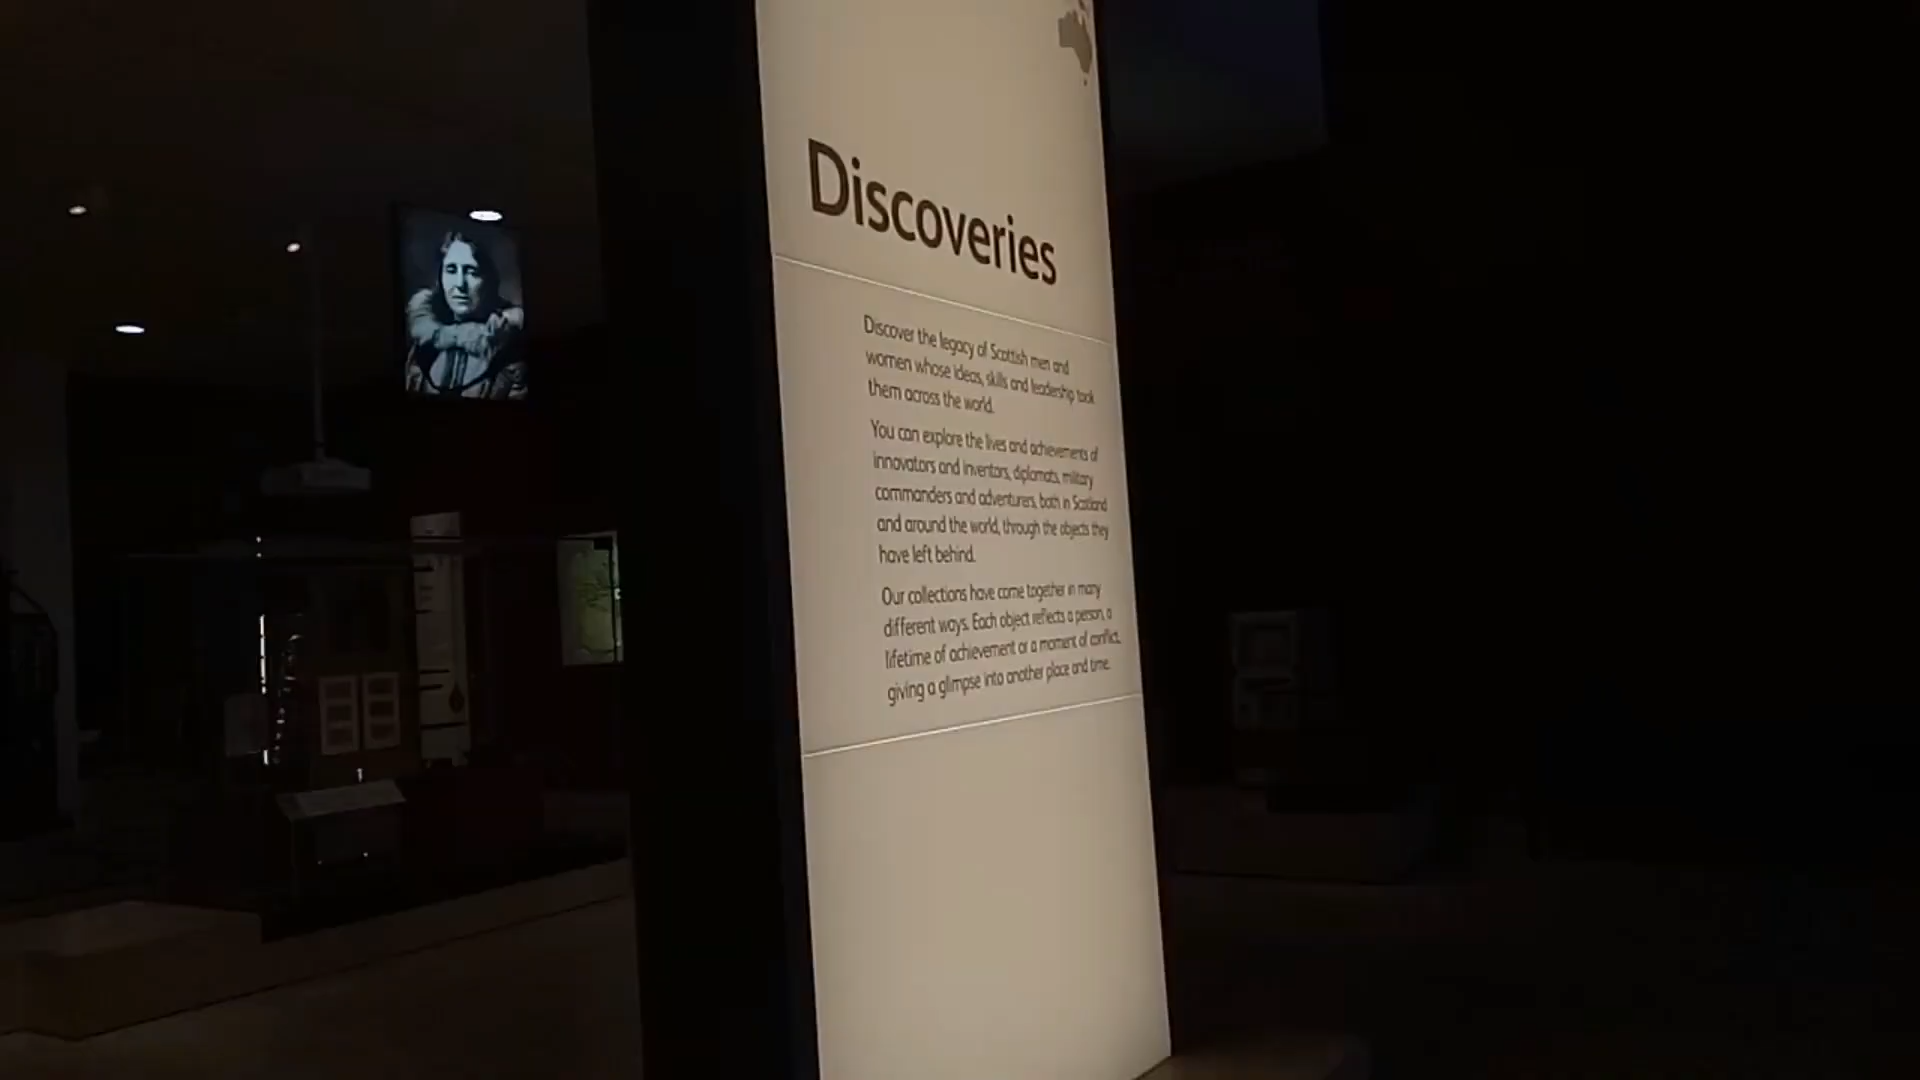 Discoveries
Discover the legacy of Scottish men and
women whose ideas, skills and leadership took
them across the world.
You can explore the lives and achievements of
innovators and inventors, diplomats, military
commanders and adventurers, both in Scotland
and around the world, through the objects they
have left behind.
Our collections have come together in many
different ways. Each object reflects a person, a
lifetime of achievement or a moment of conflict,
giving a glimpse into another place and time.